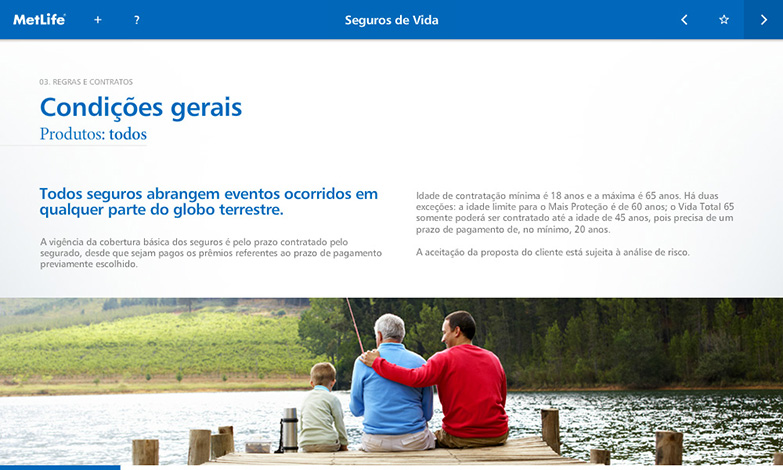 MetLife
+
?
Seguros de Vida
03. REGRAS E CONTRATOS
Condições gerais
Produtos: todos
Todos seguros abrangem eventos ocorridos em
qualquer parte do globo terrestre.
A vigência da cobertura básica dos seguros é pelo prazo contratado pelo
segurado, desde que sejam pagos os prêmios referentes ao prazo de pagamento
previamente escolhido.
Idade de contratação mínima é 18 anos e a máxima é 65 anos. Há duas
exceções: a idade limite para o Mais Proteção é de 60 anos; o Vida Total 65
somente poderá ser contratado até a idade de 45 anos, pois precisa de um
prazo de pagamento de, no mínimo, 20 anos.
A aceitação da proposta do cliente está sujeita à análise de risco.